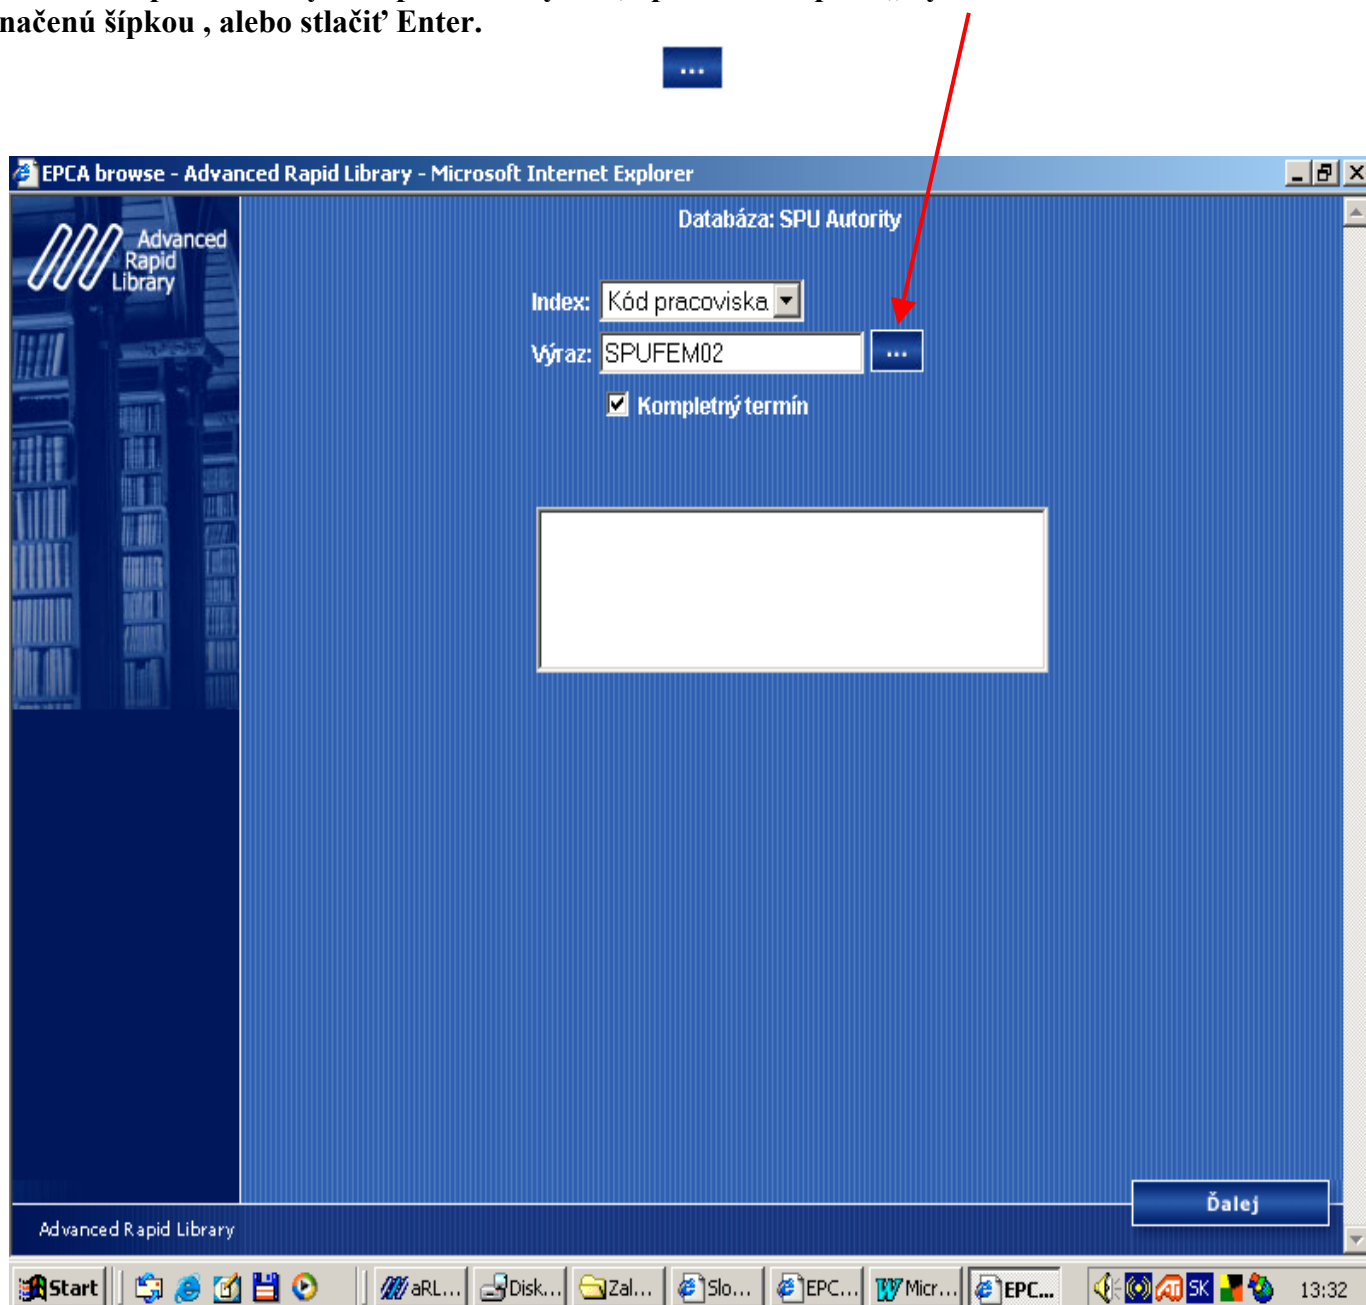 načenú šípkou , alebo stlačiť Enter.
...
EPCA browse - Advanced Rapid Library - Microsoft Internet Explorer
Advanced
Rapid
Library
Databáza: SPU Autority
Index: Kód pracoviska
Výraz: SPUFEM02 ...
Kompletný termín
Ďalej
Advanced Rapid Library
Start aRL... Disk... Zal... Slo... EPC... Micr... EPC... SK 13:32